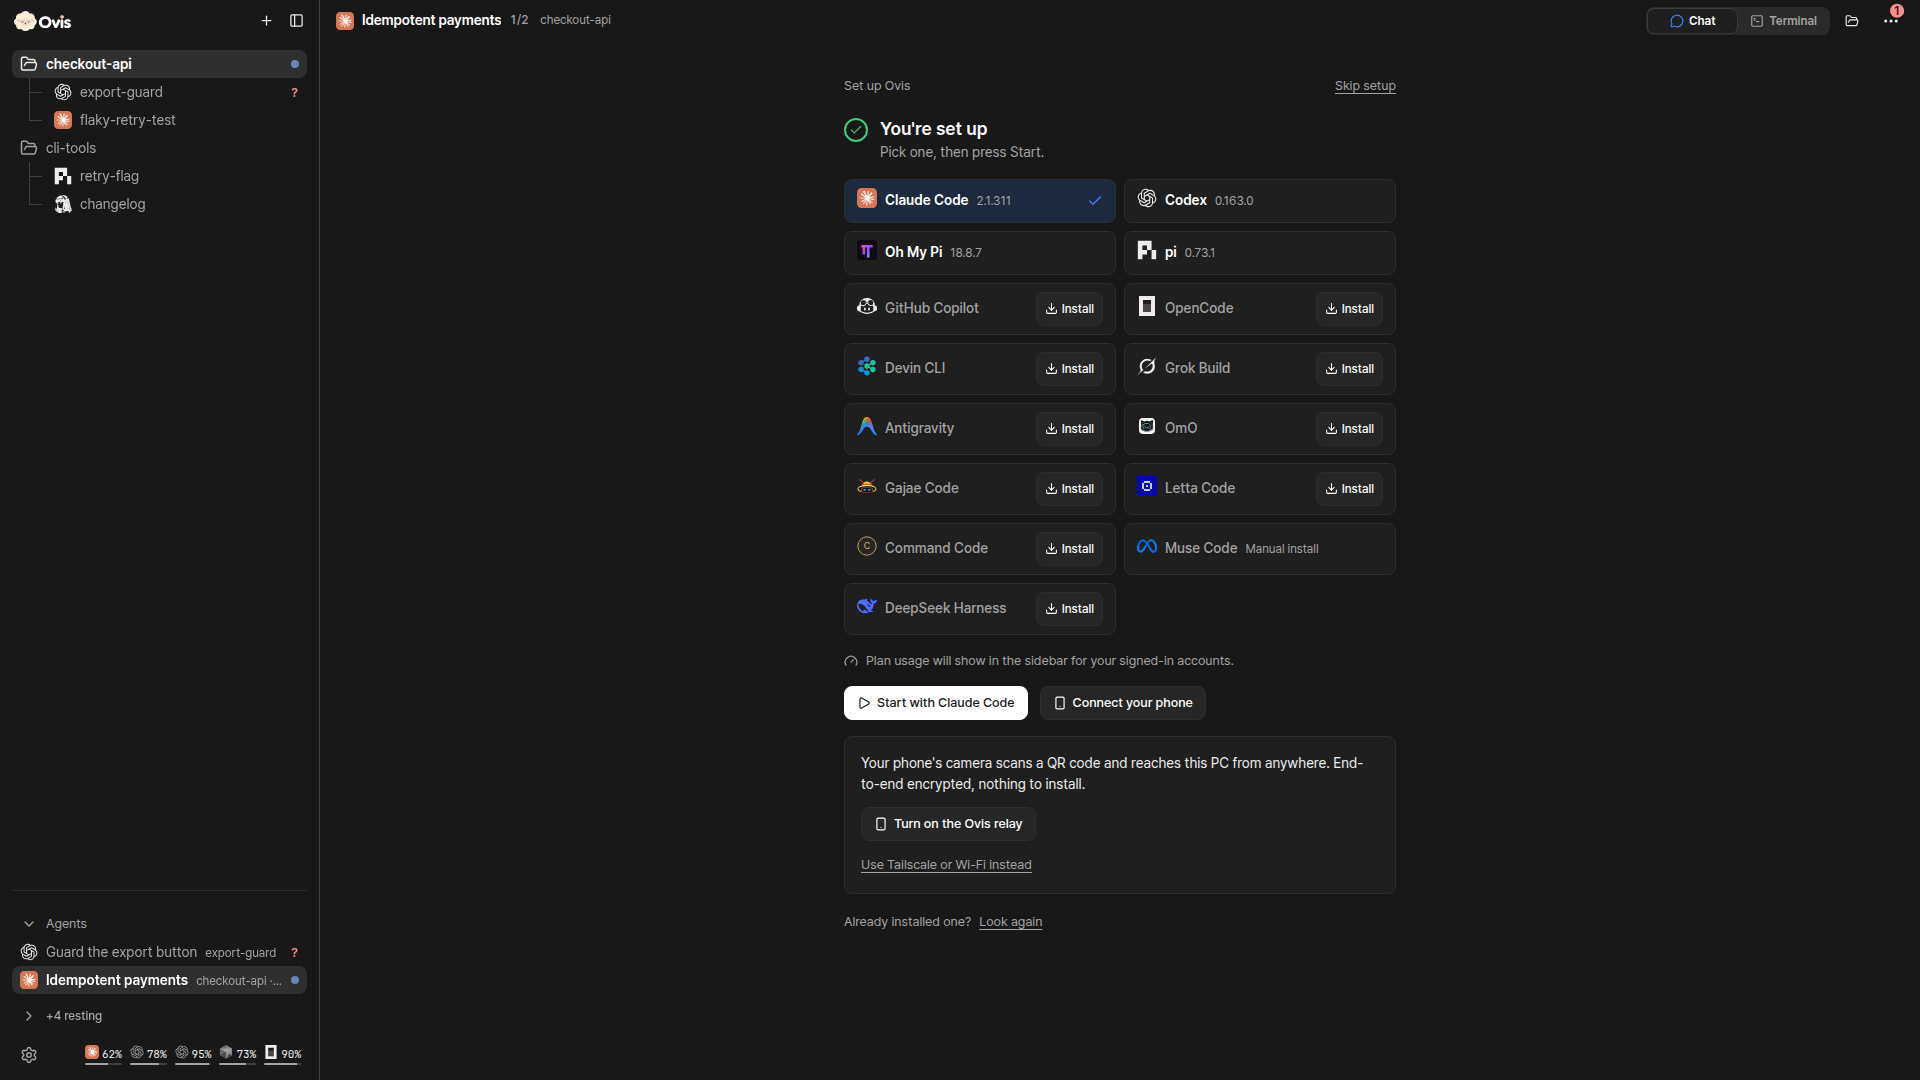 Ovis
checkout-api
export-guard ?
flaky-retry-test
cli-tools
retry-flag
changelog
Agents
Guard the export button export-guard ?
Idempotent payments checkout-api ·...
+4 resting
62% 78% 95% 73% 90%
Idempotent payments 1/2 checkout-api
Chat Terminal
1
Set up Ovis Skip setup
You're set up
Pick one, then press Start.
Claude Code 2.1.311
Codex 0.163.0
Oh My Pi 18.8.7
pi 0.73.1
GitHub Copilot Install
OpenCode Install
Devin CLI Install
Grok Build Install
Antigravity Install
OmO Install
Gajae Code Install
Letta Code Install
C Command Code Install
Muse Code Manual install
DeepSeek Harness Install
Plan usage will show in the sidebar for your signed-in accounts.
Start with Claude Code Connect your phone
Your phone's camera scans a QR code and reaches this PC from anywhere. End-
to-end encrypted, nothing to install.
Turn on the Ovis relay
Use Tailscale or Wi-Fi instead
Already installed one? Look again